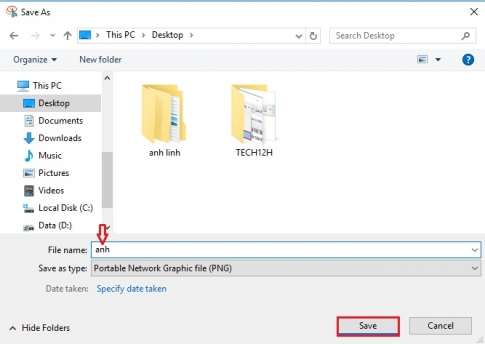 Save As
This PC > Desktop >
Search Desktop
Organize
New folder
This PC
Desktop
Documents
Downloads
Music
Pictures
Videos
Local Disk (C:)
Data (D:)
anh linh
TECH12H
File name: anh
Save as type: Portable Network Graphic file (PNG)
Date taken: Specify date taken
Hide Folders
Save
Cancel